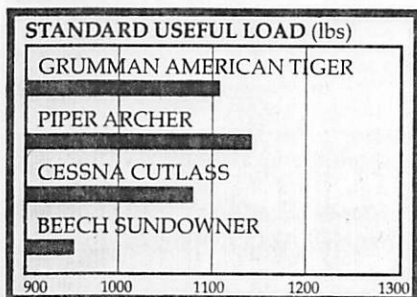 STANDARD USEFUL LOAD (lbs)
GRUMMAN AMERICAN TIGER
PIPER ARCHER
CESSNA CUTLASS
BEECH SUNDOWNER
900 1000 1100 1200 1300